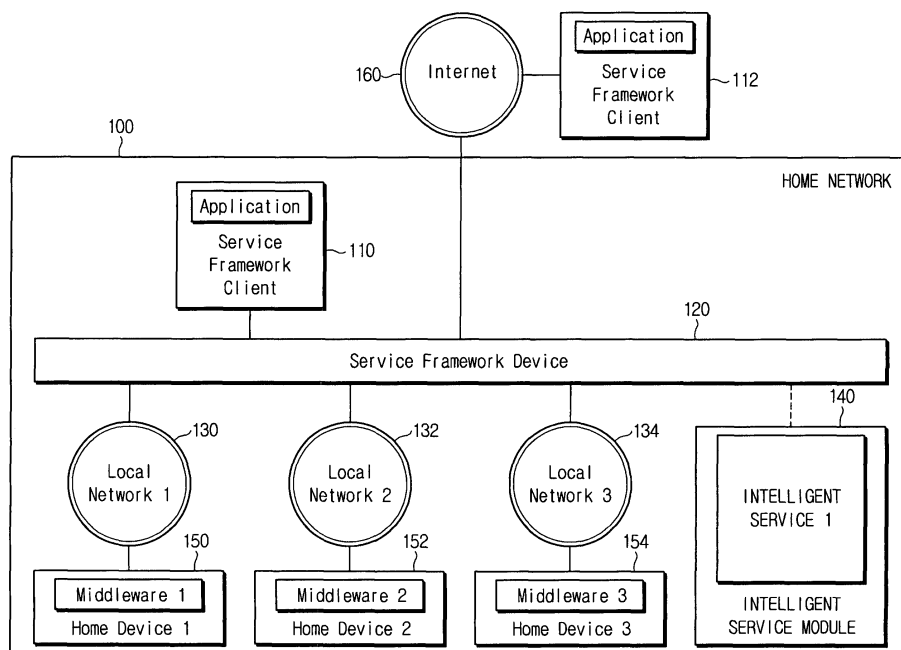 Application
Service
Framework
Client
112
160
Internet
100
HOME NETWORK
Application
Service
Framework
Client
110
120
Service Framework Device
130
Local
Network 1
132
Local
Network 2
134
Local
Network 3
140
INTELLIGENT
SERVICE 1
INTELLIGENT
SERVICE MODULE
150
Middleware 1
Home Device 1
152
Middleware 2
Home Device 2
154
Middleware 3
Home Device 3